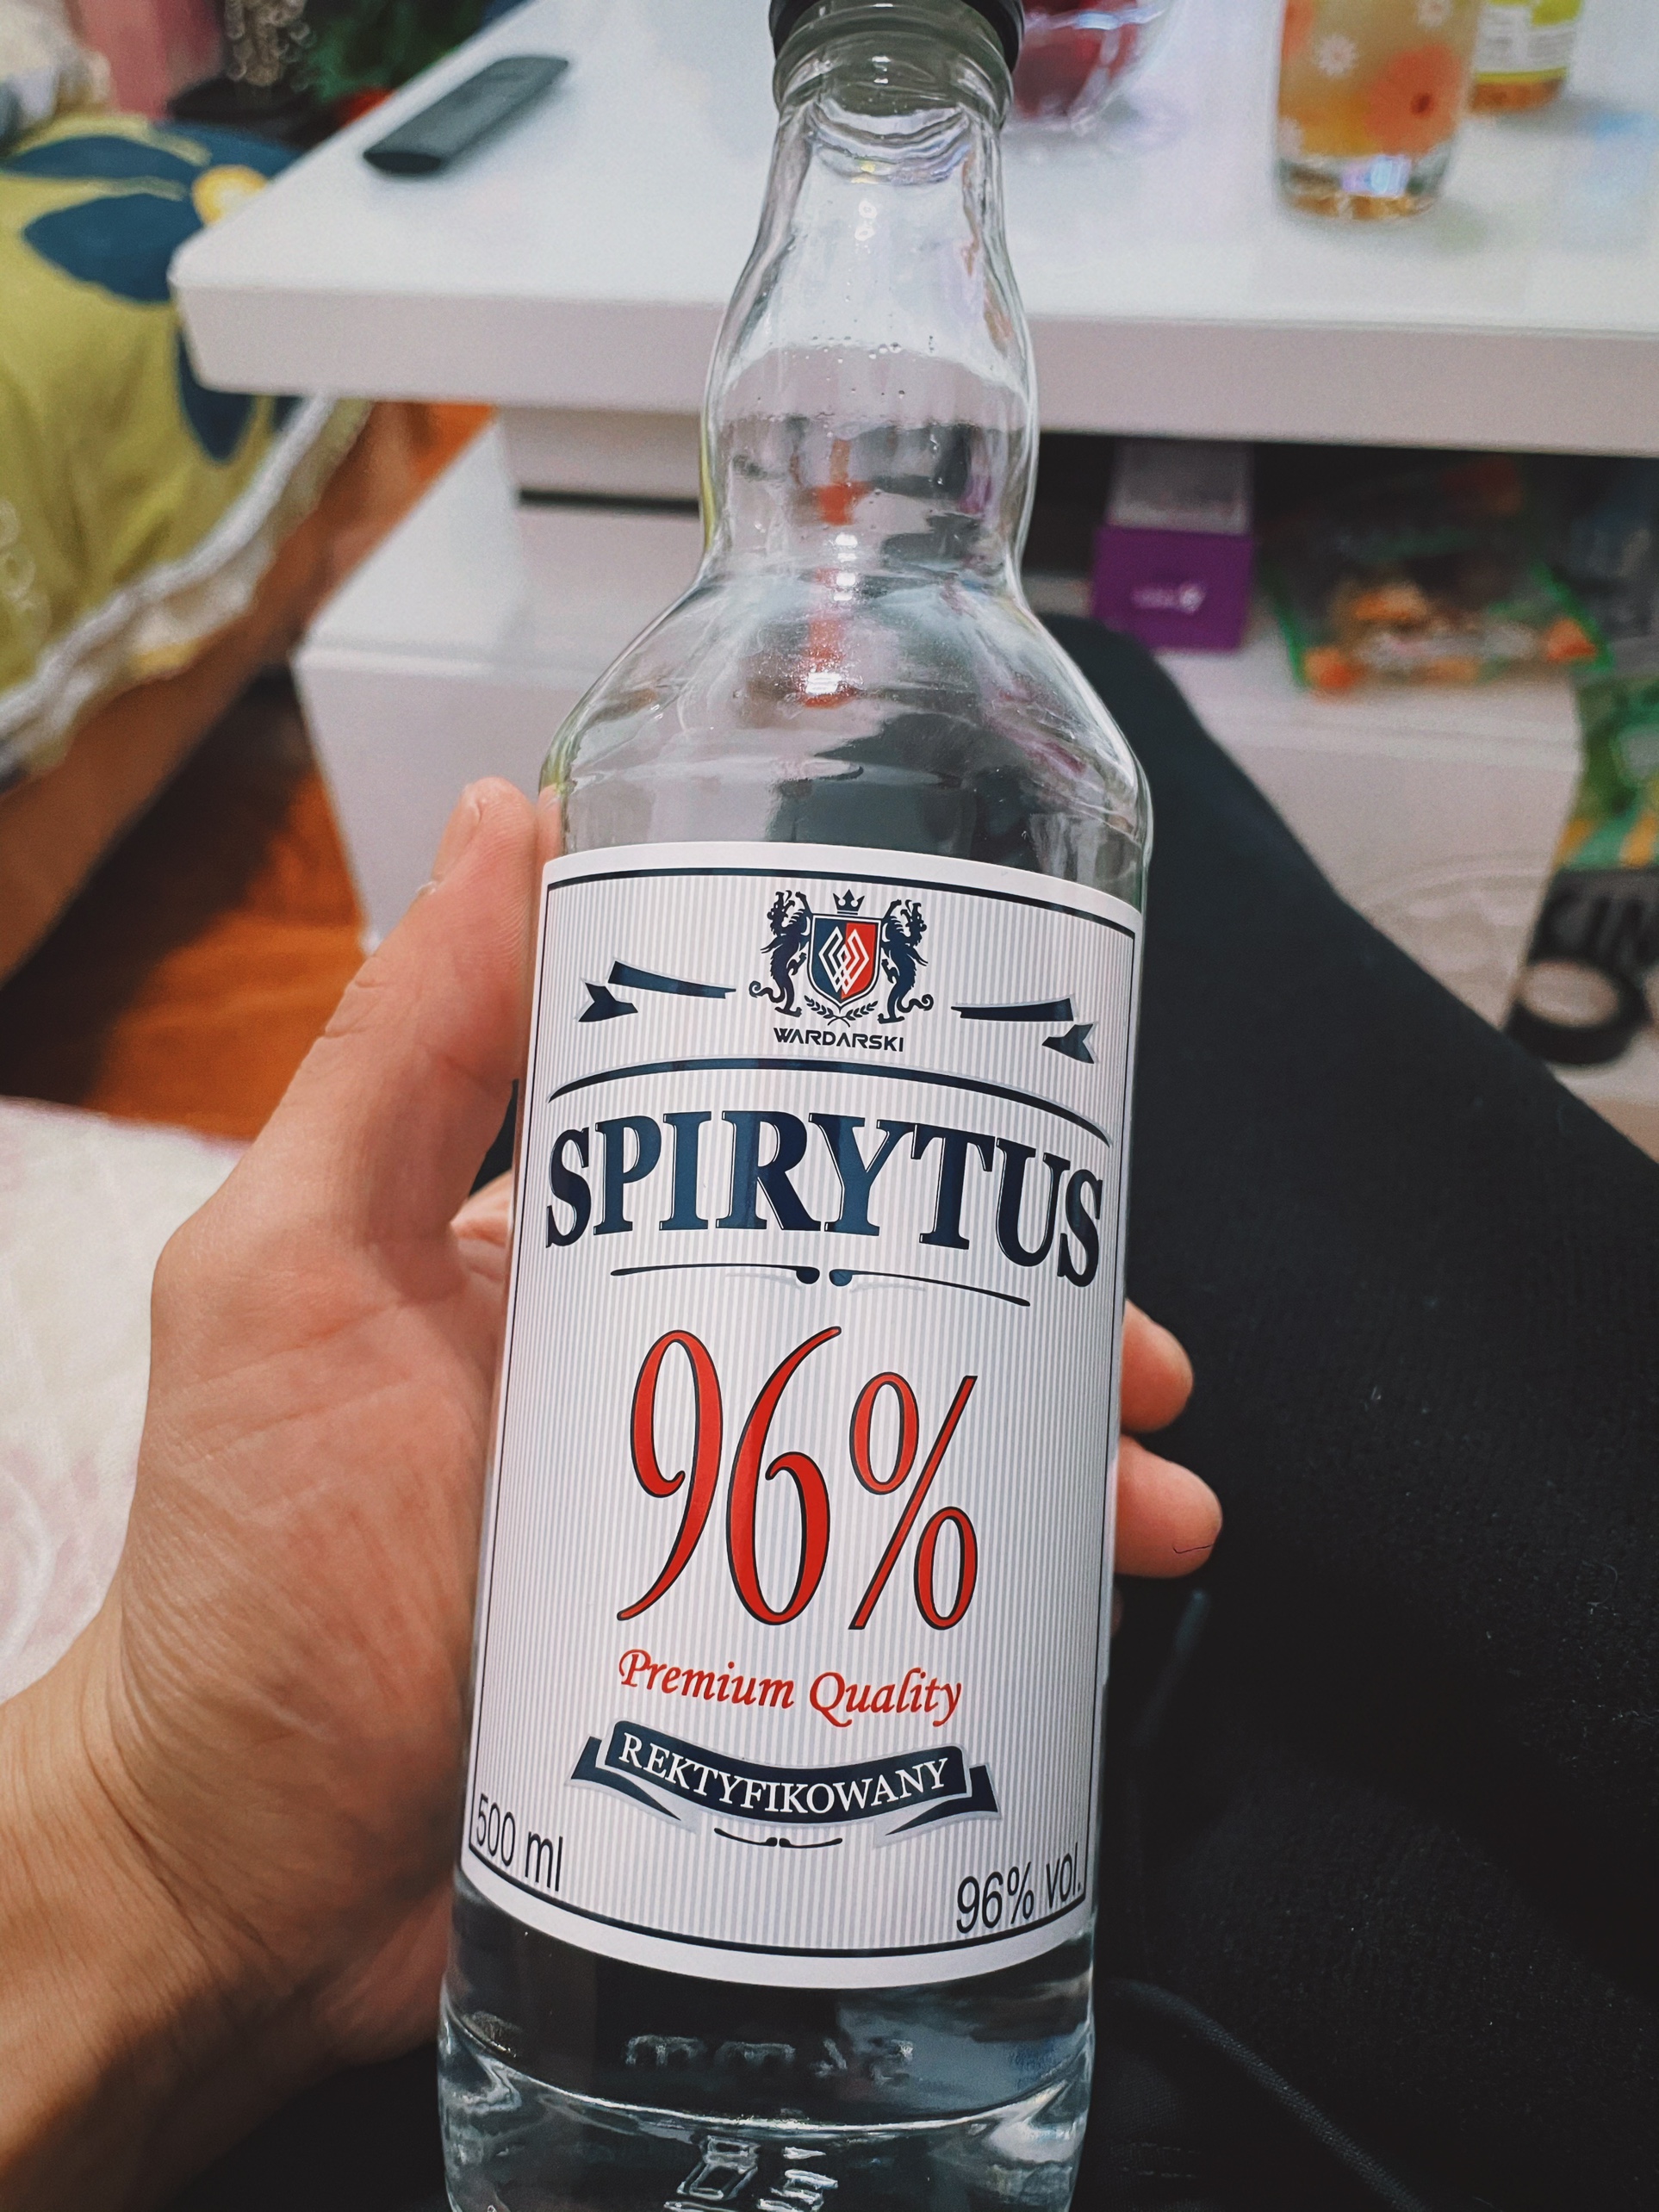 WARDARSKI
SPIRYTUS
96%
Premium Quality
REKTYFIKOWANY
500 ml
96% vol.